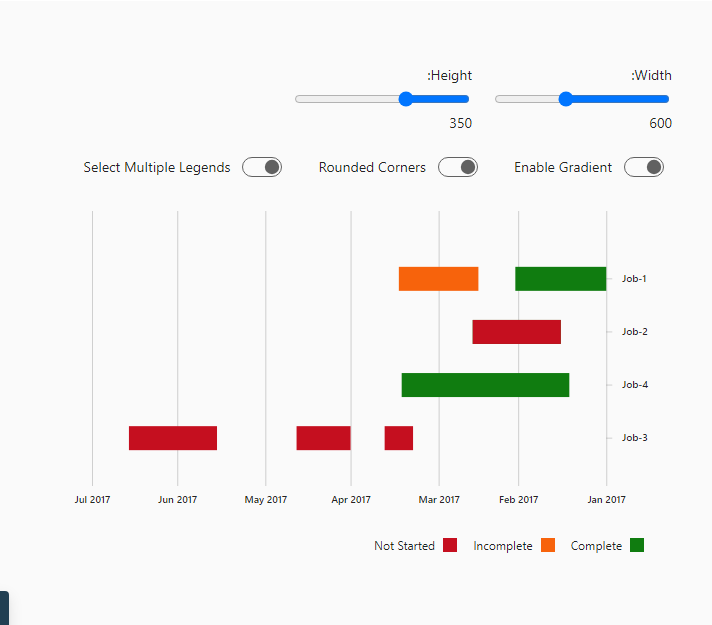 :Height
:Width
350
600
Select Multiple Legends
Rounded Corners
Enable Gradient
Job-1
Job-2
Job-4
Job-3
Jul 2017
Jun 2017
May 2017
Apr 2017
Mar 2017
Feb 2017
Jan 2017
Not Started
Incomplete
Complete